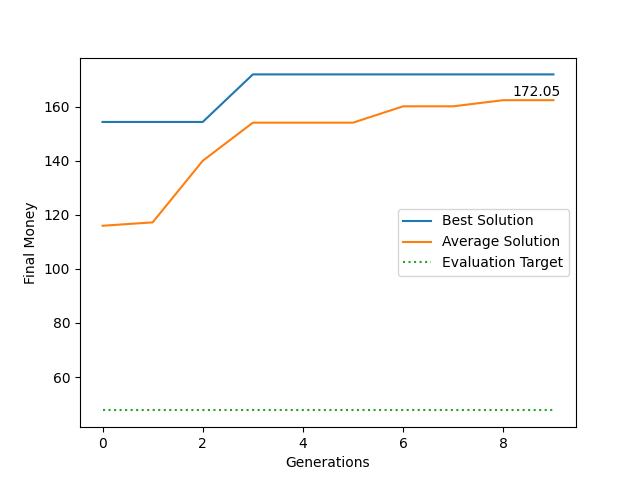 172.05
160
140
120
100
80
60
Final Money
Best Solution
Average Solution
Evaluation Target
0 2 4 6 8
Generations